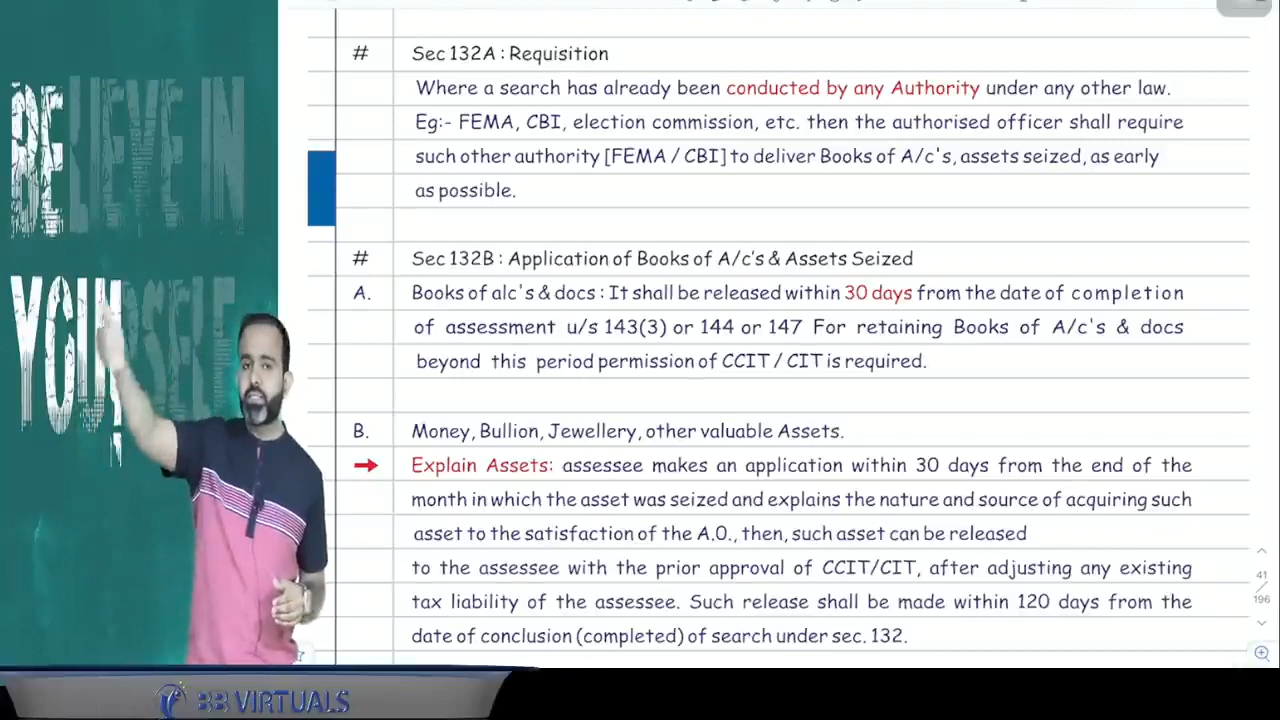 BELIEVE IN
YOURSELF
# Sec 132A : Requisition
Where a search has already been conducted by any Authority under any other law.
Eg:- FEMA, CBI, election commission, etc. then the authorised officer shall require
such other authority [FEMA / CBI] to deliver Books of A/c's, assets seized, as early
as possible.
# Sec 132B : Application of Books of A/c's & Assets Seized
A. Books of alc's & docs : It shall be released within 30 days from the date of completion
of assessment u/s 143(3) or 144 or 147 For retaining Books of A/c's & docs
beyond this period permission of CCIT / CIT is required.
B. Money, Bullion, Jewellery, other valuable Assets.
➞ Explain Assets: assessee makes an application within 30 days from the end of the
month in which the asset was seized and explains the nature and source of acquiring such
asset to the satisfaction of the A.O., then, such asset can be released
to the assessee with the prior approval of CCIT/CIT, after adjusting any existing
tax liability of the assessee. Such release shall be made within 120 days from the
date of conclusion (completed) of search under sec. 132.
41
/
196
BB VIRTUALS